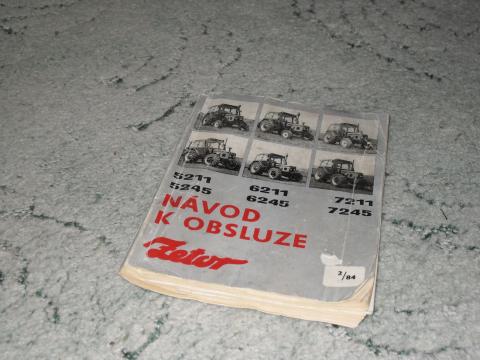 5211 6211 7211
5245 6245 7245
NÁVOD
K OBSLUZE
Zetor
2/84